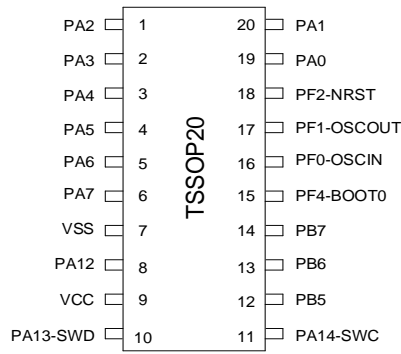 PA2 1 20 PA1
PA3 2 19 PA0
PA4 3 18 PF2-NRST
PA5 4 17 PF1-OSCOUT
PA6 5 16 PF0-OSCIN
PA7 6 15 PF4-BOOT0
VSS 7 14 PB7
PA12 8 13 PB6
VCC 9 12 PB5
PA13-SWD 10 11 PA14-SWC
TSSOP20